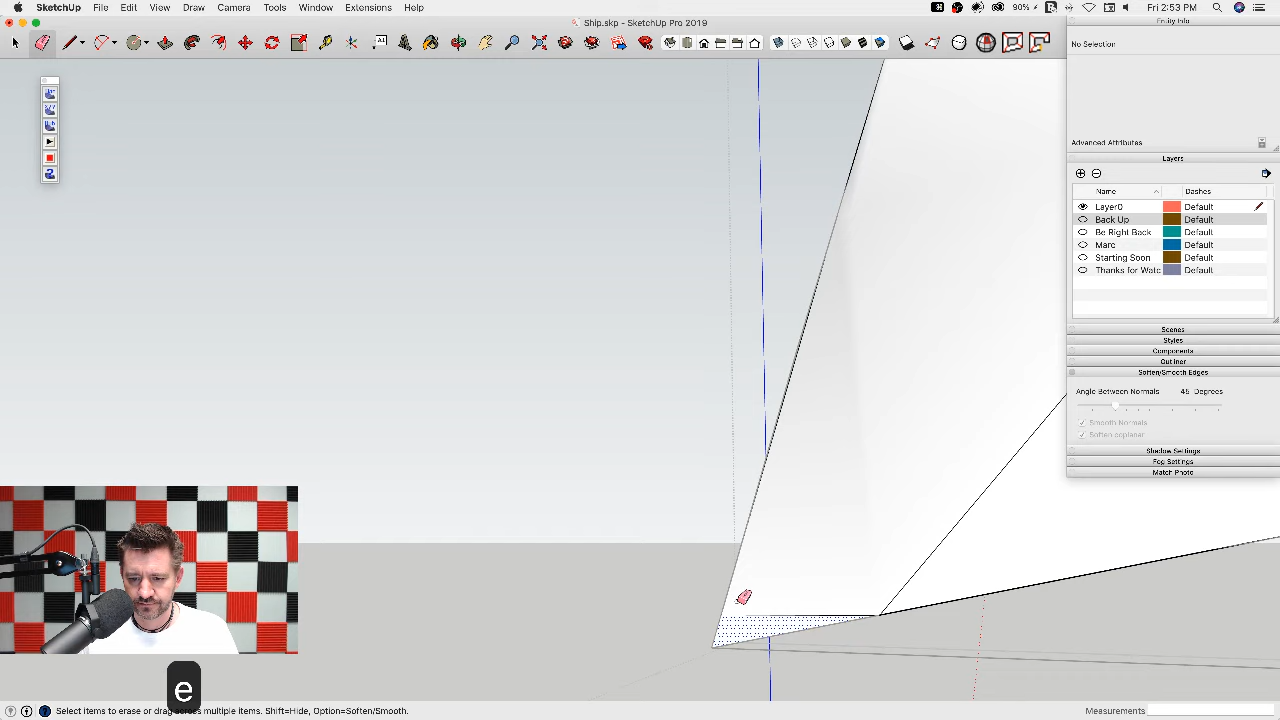 SketchUp File Edit View Draw Camera Tools Window Extensions Help 90% Fri 2:53 PM
Ship.skp - SketchUp Pro 2019
Entity Info
No Selection
Advanced Attributes
Layers
Name Dashes
Layer0 Default
Back Up Default
Be Right Back Default
Marc Default
Starting Soon Default
Thanks for Watc Default
Scenes
Styles
Components
Outliner
Soften/Smooth Edges
Angle Between Normals 45 Degrees
Smooth Normals
Soften coplanar
Shadow Settings
Fog Settings
Match Photo
e
Select items to erase or drag across multiple items. Shift=Hide, Option=Soften/Smooth. Measurements